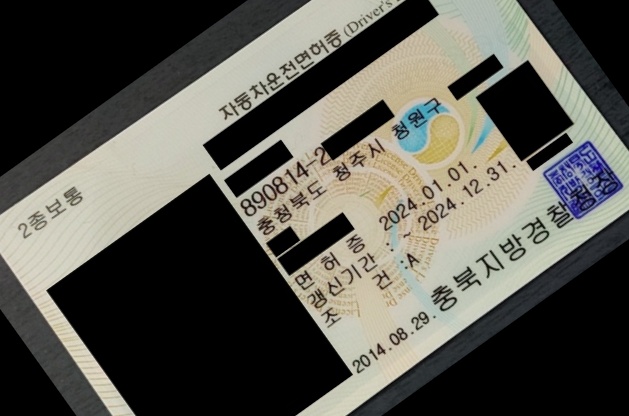 자동차운전면허증 (Driver's
2종보통
890814-2
충청북도 청주시 청원구
면 허 증
갱신기간 : 2024.01.01.
~ 2024.12.31.
조 건 :A
2014.08.29. 충북지방경찰청장